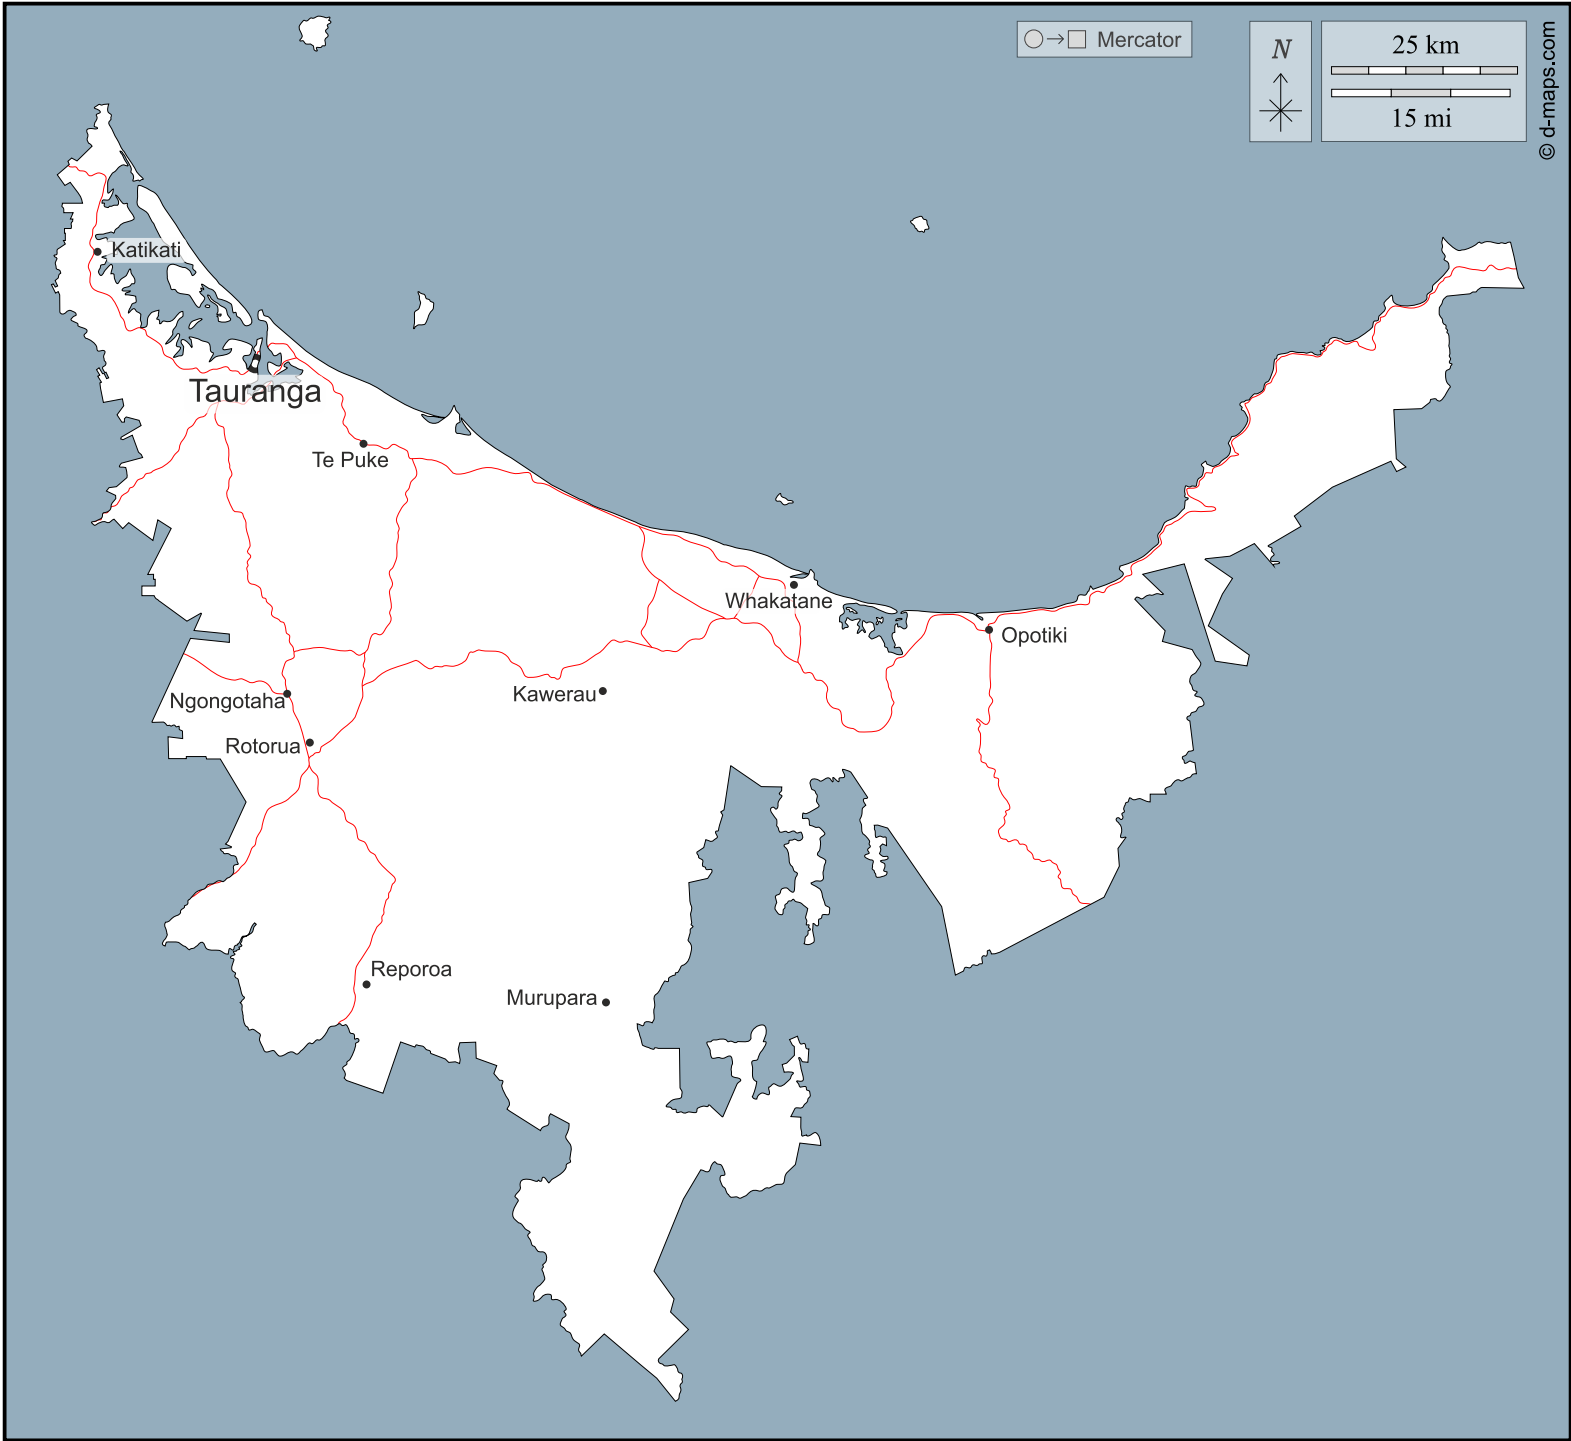 Mercator
N
25 km
15 mi
© d-maps.com
Katikati
Tauranga
Te Puke
Whakatane
Opotiki
Ngongotaha
Kawerau
Rotorua
Reporoa
Murupara